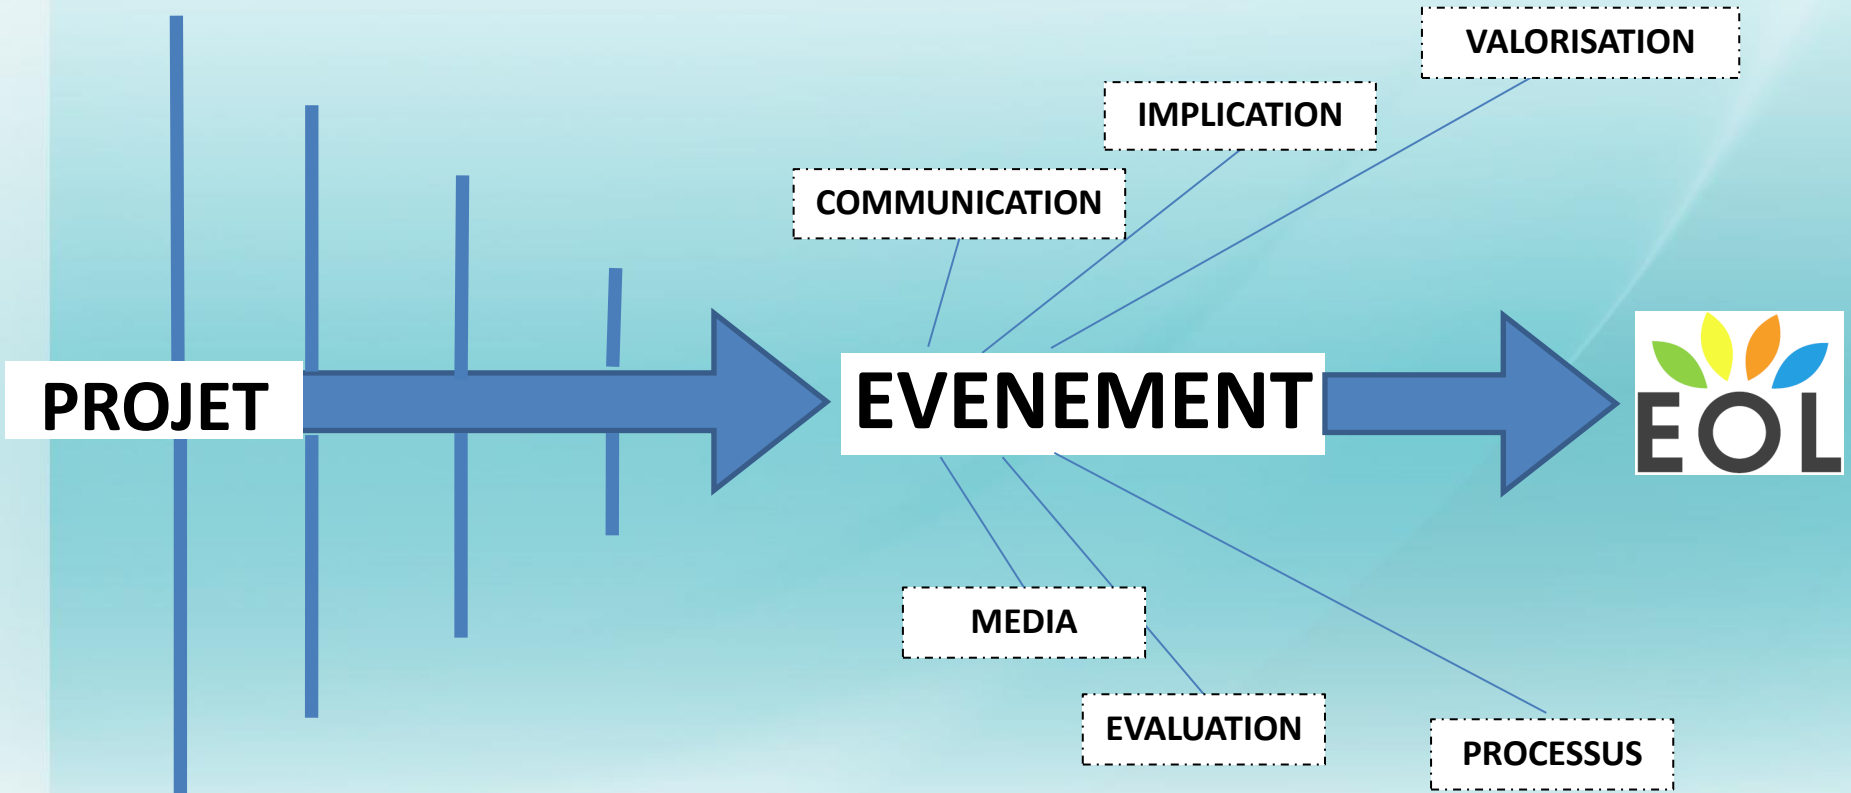 VALORISATION
IMPLICATION
COMMUNICATION
PROJET
EVENEMENT
EOL
MEDIA
EVALUATION
PROCESSUS